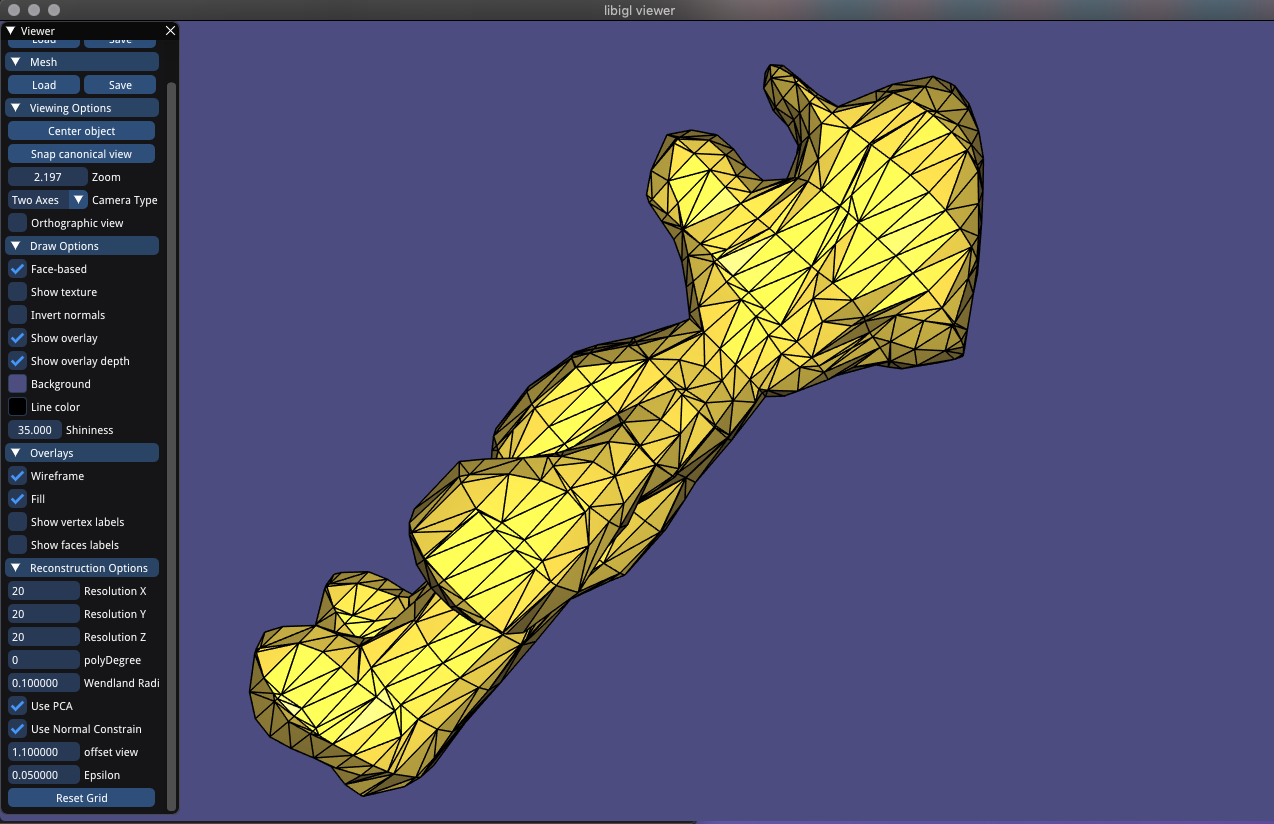 libigl viewer
Viewer
Load Save
Mesh
Load Save
Viewing Options
Center object
Snap canonical view
2.197 Zoom
Two Axes Camera Type
Orthographic view
Draw Options
Face-based
Show texture
Invert normals
Show overlay
Show overlay depth
Background
Line color
35.000 Shininess
Overlays
Wireframe
Fill
Show vertex labels
Show faces labels
Reconstruction Options
20 Resolution X
20 Resolution Y
20 Resolution Z
0 polyDegree
0.100000 Wendland Radi
Use PCA
Use Normal Constrain
1.100000 offset view
0.050000 Epsilon
Reset Grid